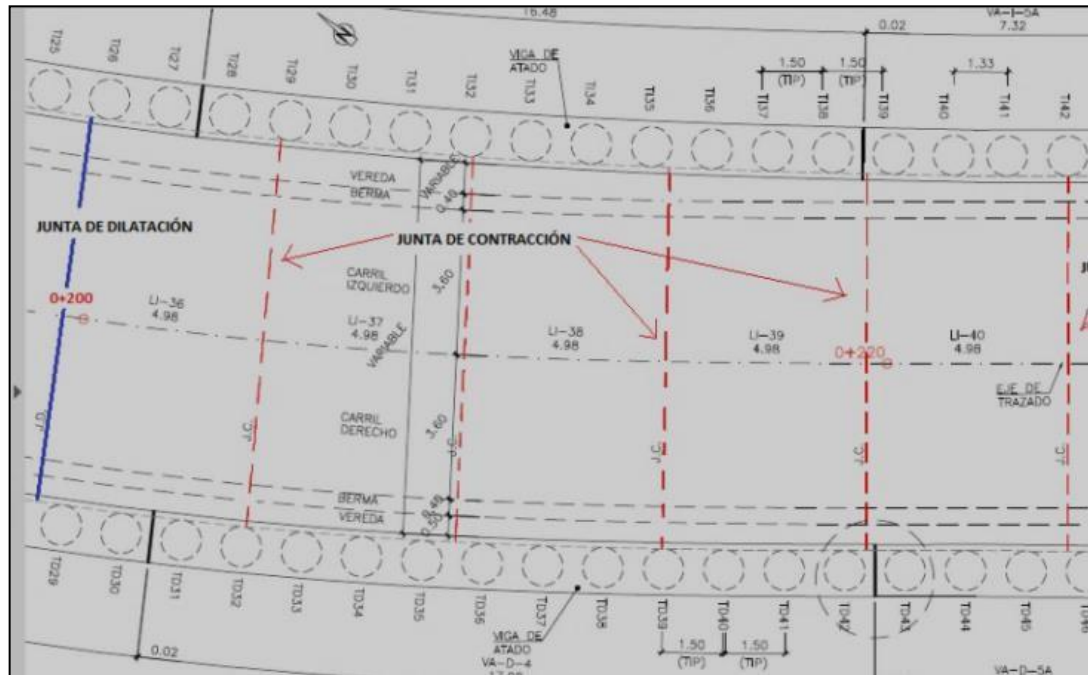 16.48
VA-I-5A
0.02
7.32
TI25
TI26
TI27
TI28
TI29
TI30
TI31
TI32
TI33
TI34
TI35
TI36
TI37
TI38
TI39
TI40
TI41
TI42
VIGA DE
ATADO
1.50
(TIP)
1.50
(TIP)
1.33
VEREDA
BERMA
VARIABLE
0.40
JUNTA DE DILATACIÓN
JUNTA DE CONTRACCIÓN
CARRIL
IZQUIERDO
3.60
0+200
LI-36
4.98
LI-37
4.98
VARIABLE
LI-38
4.98
LI-39
4.98
0+220
LI-40
4.98
EJE DE
TRAZADO
CARRIL
DERECHO
3.60
J.D.
J.C.
J.C.
J.C.
J.C.
J.C.
BERMA
VEREDA
0.50
TD29
TD30
TD31
TD32
TD33
TD34
TD35
TD36
TD37
TD38
TD39
TD40
TD41
TD42
TD43
TD44
TD45
TD46
0.02
VIGA DE
ATADO
VA-D-4
1.50
(TIP)
1.50
(TIP)
VA-D-5A